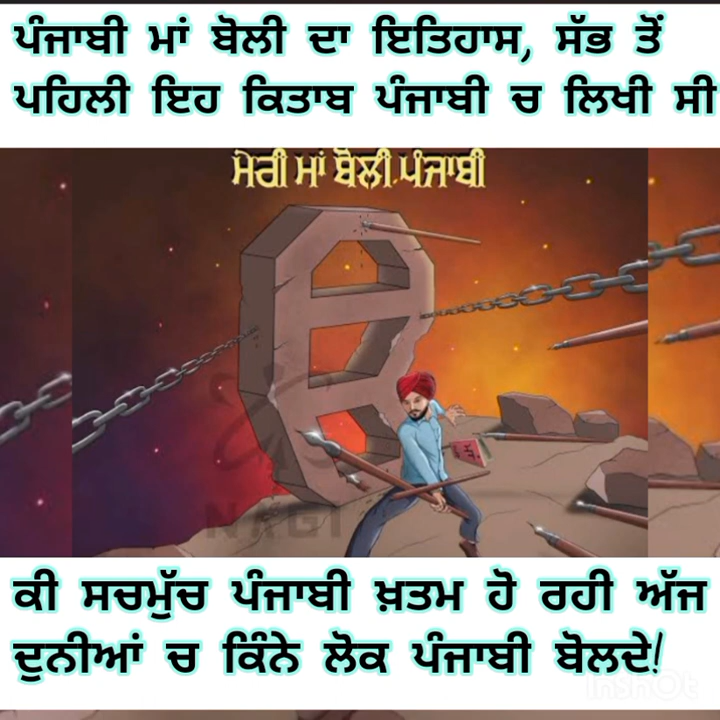 ਪੰਜਾਬੀ ਮਾਂ ਬੋਲੀ ਦਾ ਇਤਿਹਾਸ, ਸੱਭ ਤੋਂ
ਪਹਿਲੀ ਇਹ ਕਿਤਾਬ ਪੰਜਾਬੀ ਚ ਲਿਖੀ ਸੀ
ਮੇਰੀ ਮਾਂ ਬੋਲੀ ਪੰਜਾਬੀ
ਕੀ ਸਚਮੁੱਚ ਪੰਜਾਬੀ ਖ਼ਤਮ ਹੋ ਰਹੀ ਅੱਜ
ਦੁਨੀਆਂ ਚ ਕਿੰਨੇ ਲੋਕ ਪੰਜਾਬੀ ਬੋਲਦੇ!
InShOt